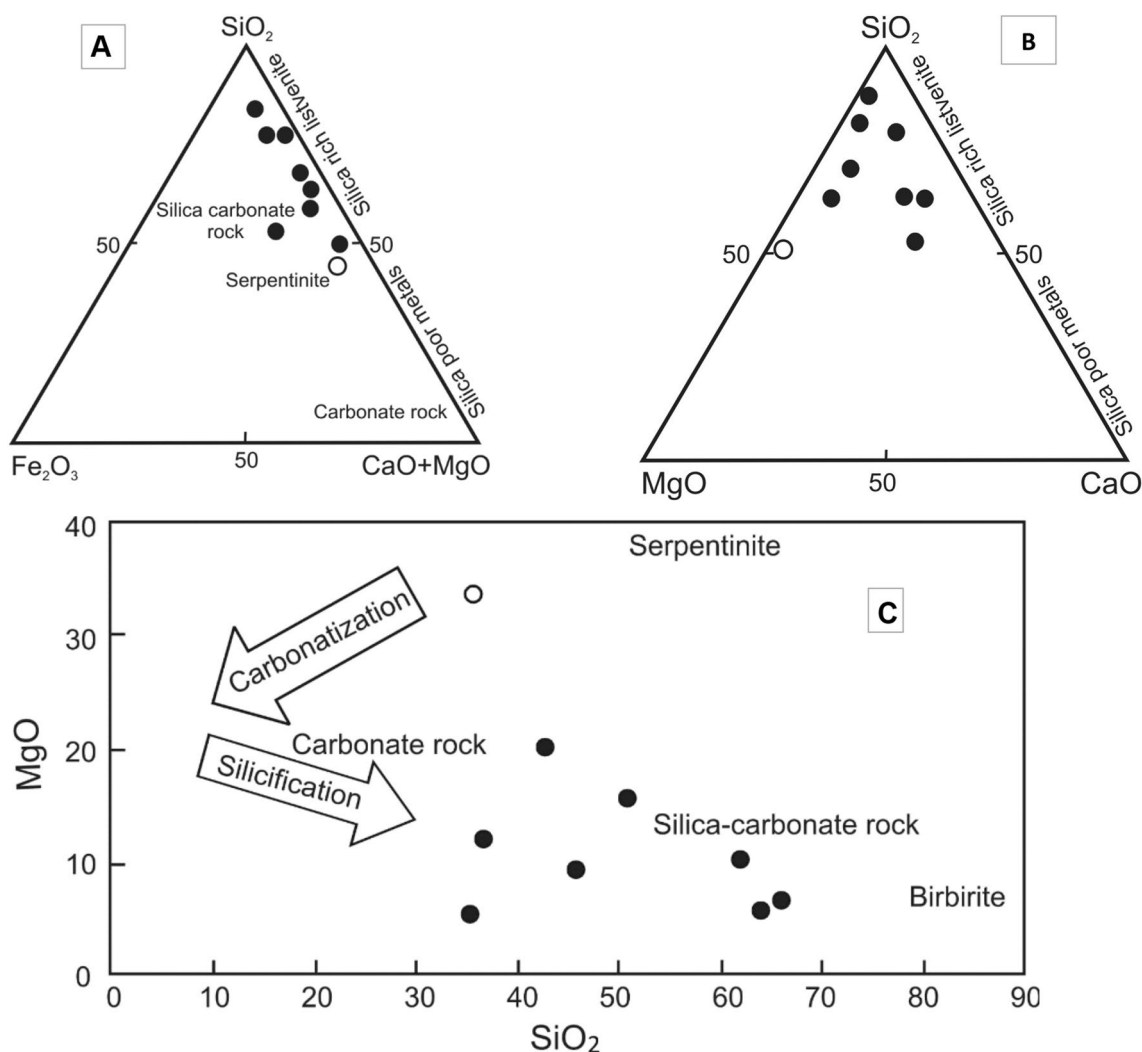 A
SiO₂
Silica rich listvenite
Silica carbonate
rock
50
50
Serpentinite
Silica poor metals
Carbonate rock
Fe₂O₃
50
CaO+MgO
B
SiO₂
Silica rich listvenite
50
50
Silica poor metals
MgO
50
CaO
C
40
30
20
10
0
MgO
Serpentinite
Carbonatization
Carbonate rock
Silicification
Silica-carbonate rock
Birbirite
0 10 20 30 40 50 60 70 80 90
SiO₂